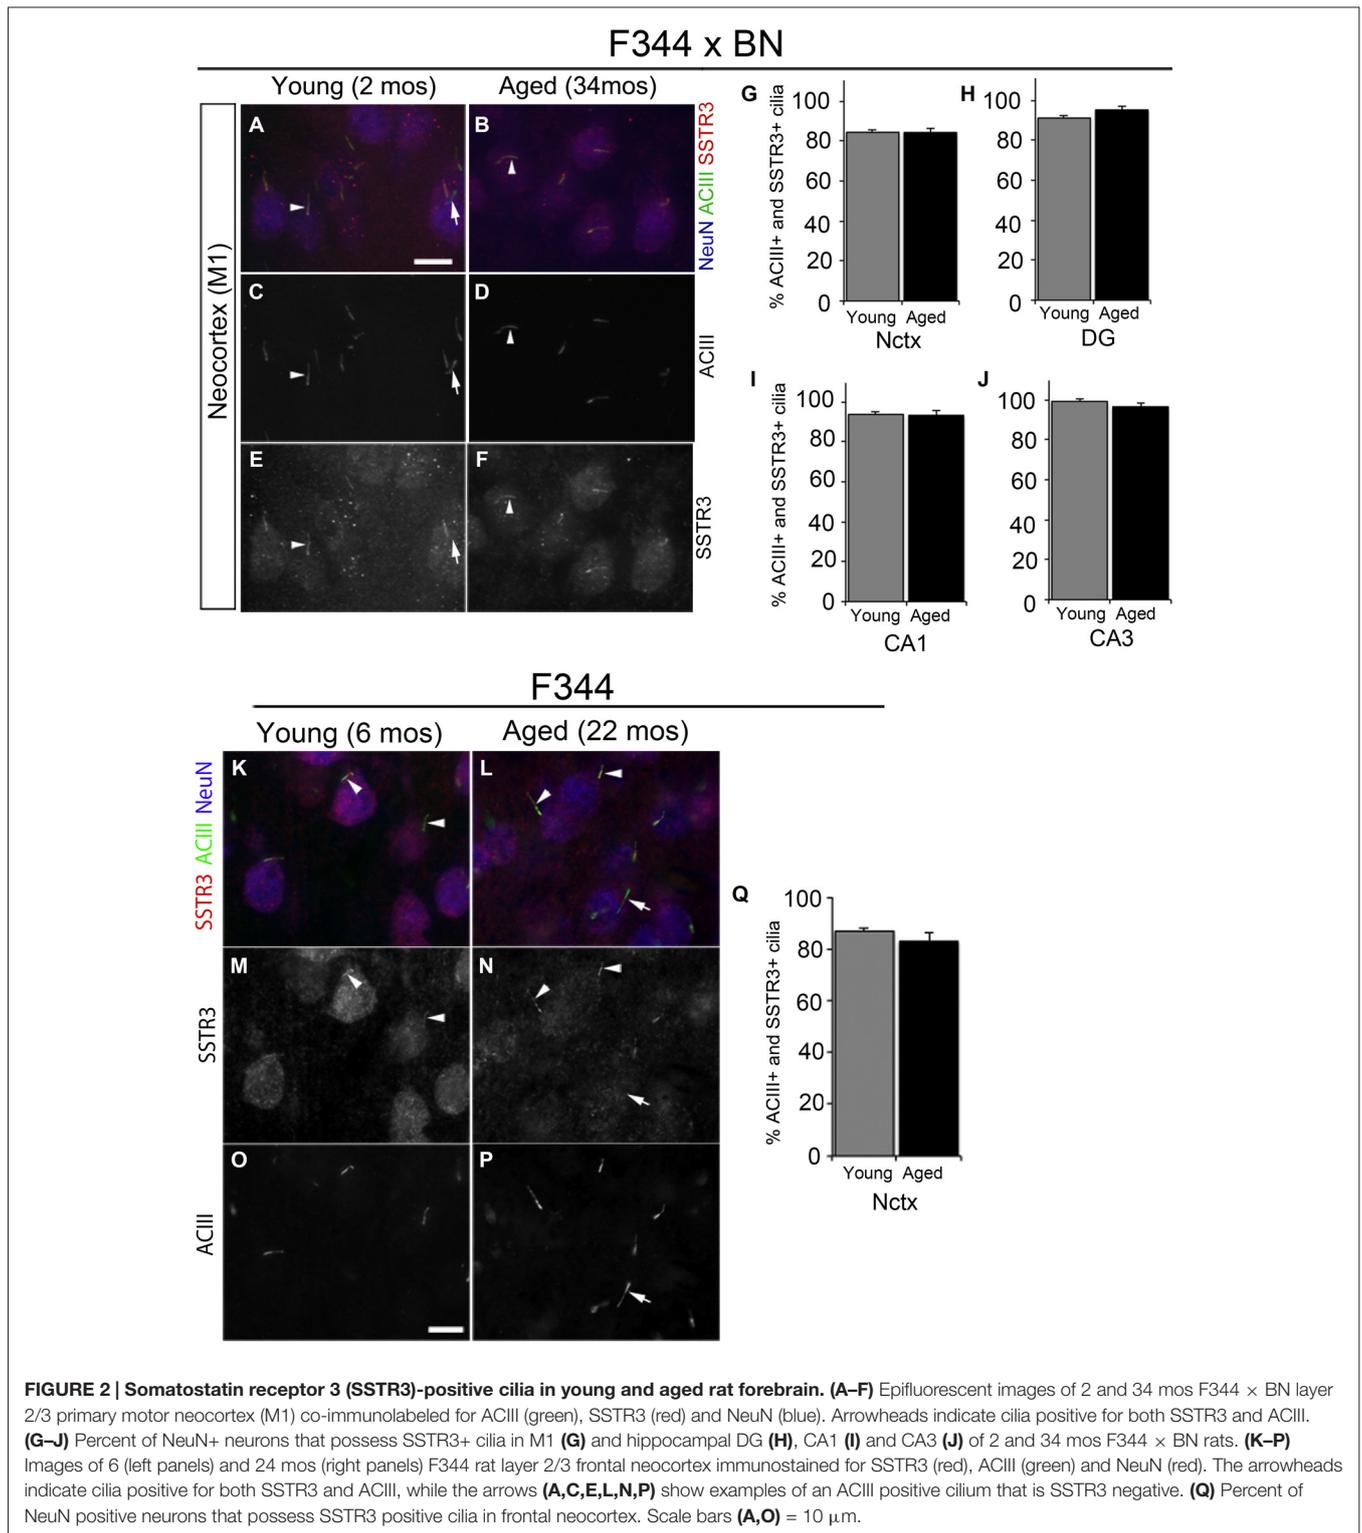 F344 x BN
Young (2 mos)
Aged (34mos)
Neocortex (M1)
A
B
NeuN ACIII SSTR3
C
D
ACIII
E
F
SSTR3
G
% ACIII+ and SSTR3+ cilia
100
80
60
40
20
0
Young Aged
Nctx
H
100
80
60
40
20
0
Young Aged
DG
I
% ACIII+ and SSTR3+ cilia
100
80
60
40
20
0
Young Aged
CA1
J
100
80
60
40
20
0
Young Aged
CA3
F344
Young (6 mos)
Aged (22 mos)
SSTR3 ACIII NeuN
K
L
SSTR3
M
N
ACIII
O
P
Q
% ACIII+ and SSTR3+ cilia
100
80
60
40
20
0
Young Aged
Nctx
FIGURE 2 | Somatostatin receptor 3 (SSTR3)-positive cilia in young and aged rat forebrain. (A–F) Epifluorescent images of 2 and 34 mos F344 × BN layer
2/3 primary motor neocortex (M1) co-immunolabeled for ACIII (green), SSTR3 (red) and NeuN (blue). Arrowheads indicate cilia positive for both SSTR3 and ACIII.
(G–J) Percent of NeuN+ neurons that possess SSTR3+ cilia in M1 (G) and hippocampal DG (H), CA1 (I) and CA3 (J) of 2 and 34 mos F344 × BN rats. (K–P)
Images of 6 (left panels) and 24 mos (right panels) F344 rat layer 2/3 frontal neocortex immunostained for SSTR3 (red), ACIII (green) and NeuN (red). The arrowheads
indicate cilia positive for both SSTR3 and ACIII, while the arrows (A,C,E,L,N,P) show examples of an ACIII positive cilium that is SSTR3 negative. (Q) Percent of
NeuN positive neurons that possess SSTR3 positive cilia in frontal neocortex. Scale bars (A,O) = 10 μm.